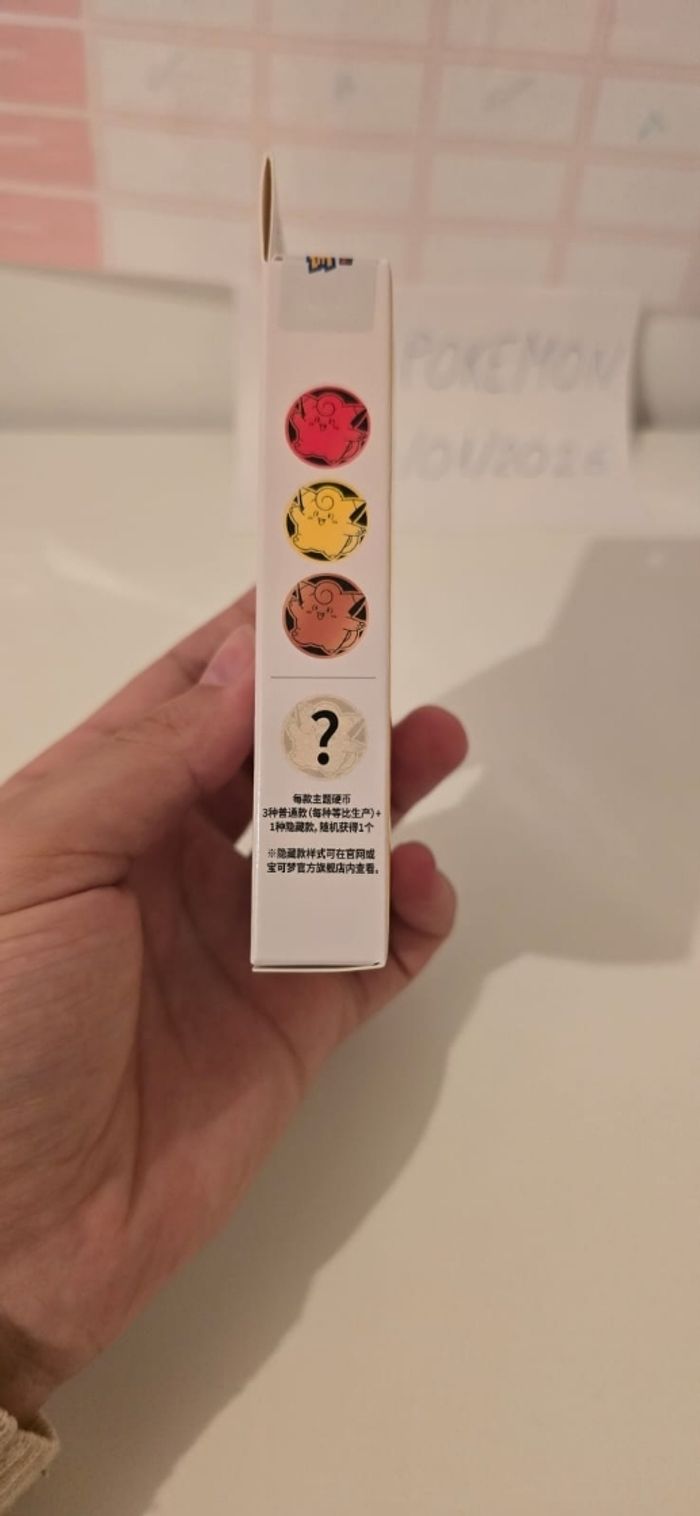 POKEMON
/01/2026
?
每款主题硬币
3种普通款(每种等比生产)+
1种隐藏款,随机获得1个
※隐藏款样式可在官网或
宝可梦官方旗舰店内查看。